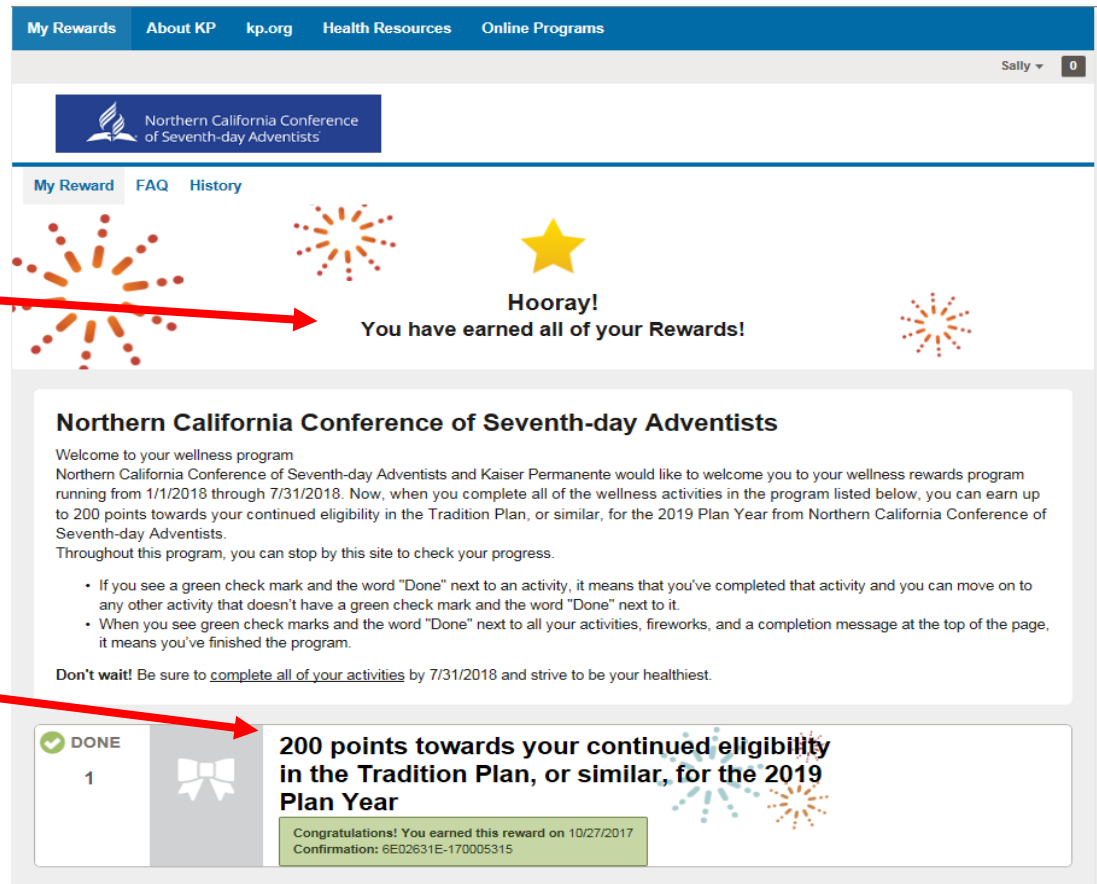 My Rewards About KP kp.org Health Resources Online Programs
Sally 0
Northern California Conference
of Seventh-day Adventists
My Reward FAQ History
Hooray!
You have earned all of your Rewards!
Northern California Conference of Seventh-day Adventists
Welcome to your wellness program
Northern California Conference of Seventh-day Adventists and Kaiser Permanente would like to welcome you to your wellness rewards program
running from 1/1/2018 through 7/31/2018. Now, when you complete all of the wellness activities in the program listed below, you can earn up
to 200 points towards your continued eligibility in the Tradition Plan, or similar, for the 2019 Plan Year from Northern California Conference of
Seventh-day Adventists.
Throughout this program, you can stop by this site to check your progress.
• If you see a green check mark and the word "Done" next to an activity, it means that you've completed that activity and you can move on to
any other activity that doesn't have a green check mark and the word "Done" next to it.
• When you see green check marks and the word "Done" next to all your activities, fireworks, and a completion message at the top of the page,
it means you've finished the program.
Don't wait! Be sure to complete all of your activities by 7/31/2018 and strive to be your healthiest.
DONE
1
200 points towards your continued eligibility
in the Tradition Plan, or similar, for the 2019
Plan Year
Congratulations! You earned this reward on 10/27/2017
Confirmation: 6E02631E-170005315